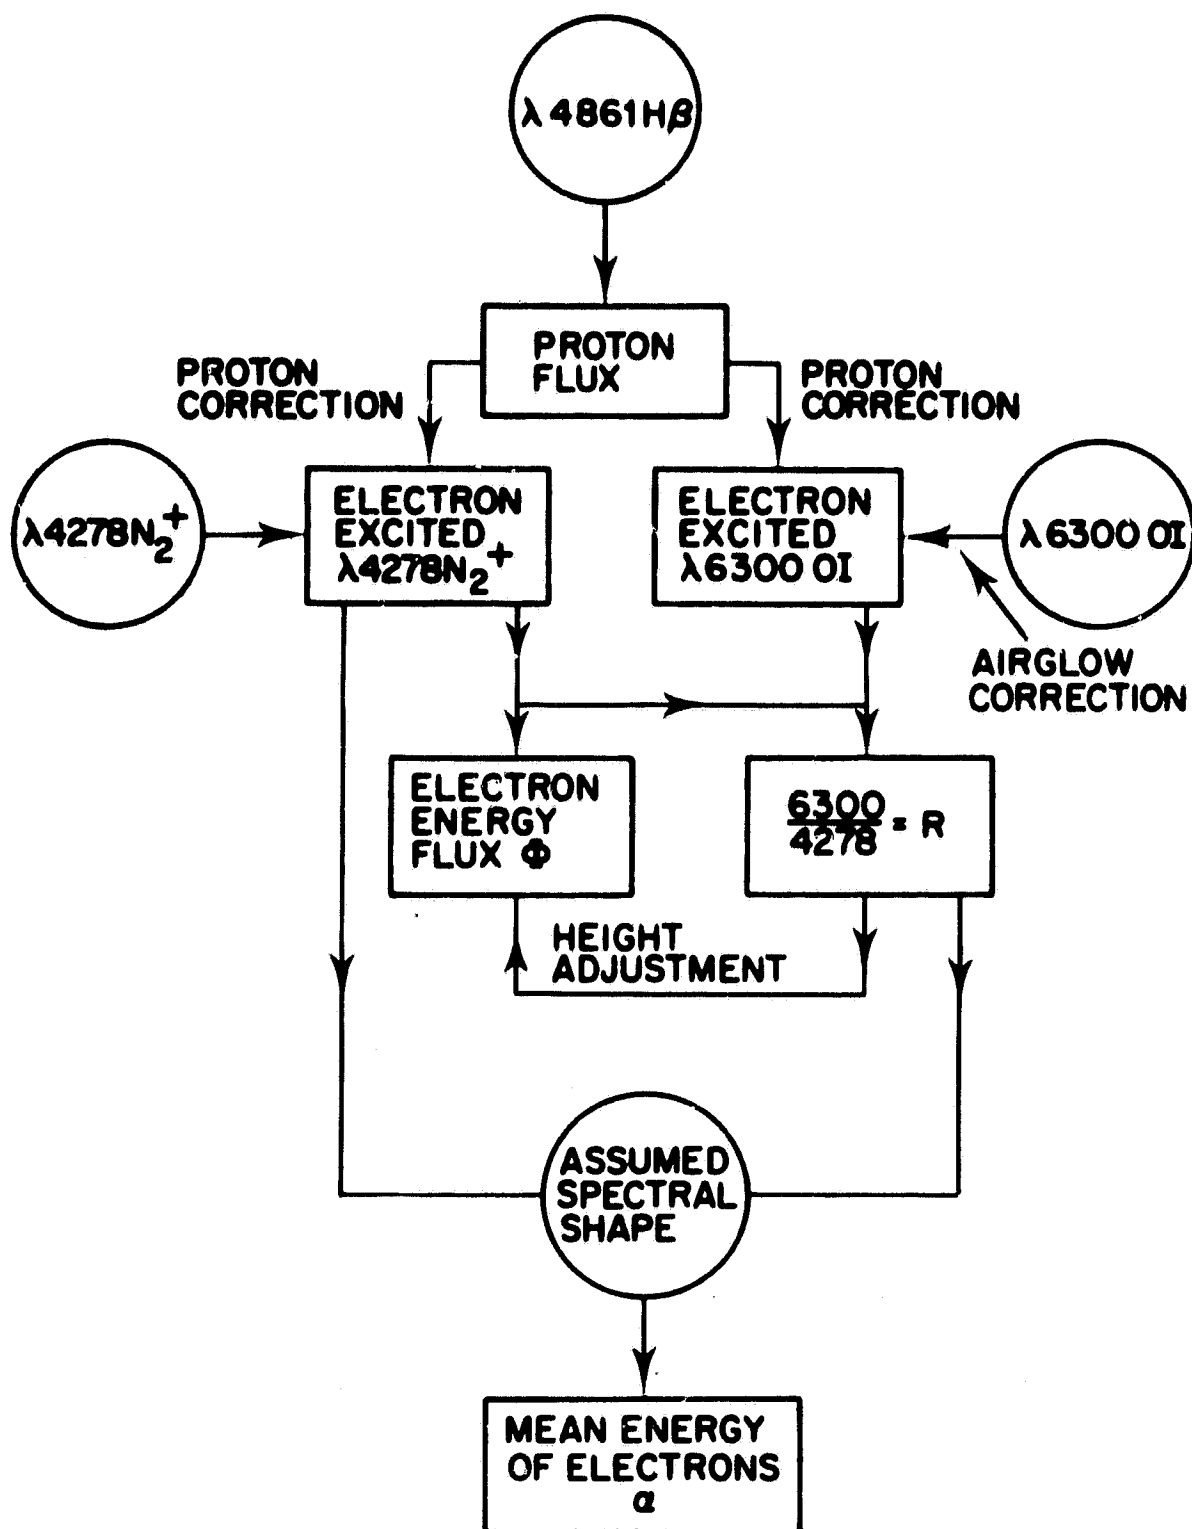 λ 4861Hβ
PROTON
FLUX
PROTON
CORRECTION
PROTON
CORRECTION
λ4278N₂⁺
ELECTRON
EXCITED
λ4278N₂⁺
ELECTRON
EXCITED
λ6300 OI
λ6300 OI
AIRGLOW
CORRECTION
ELECTRON
ENERGY
FLUX Φ
6300
4278 = R
HEIGHT
ADJUSTMENT
ASSUMED
SPECTRAL
SHAPE
MEAN ENERGY
OF ELECTRONS
α